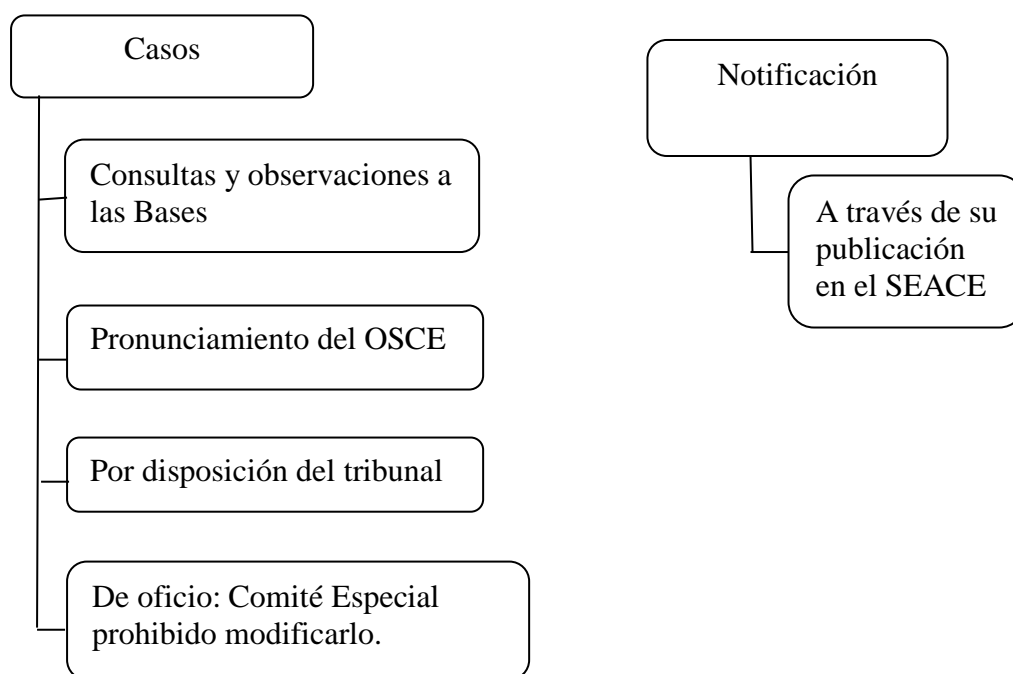 Casos
Consultas y observaciones a
las Bases
Pronunciamiento del OSCE
Por disposición del tribunal
De oficio: Comité Especial
prohibido modificarlo.
Notificación
A través de su
publicación
en el SEACE